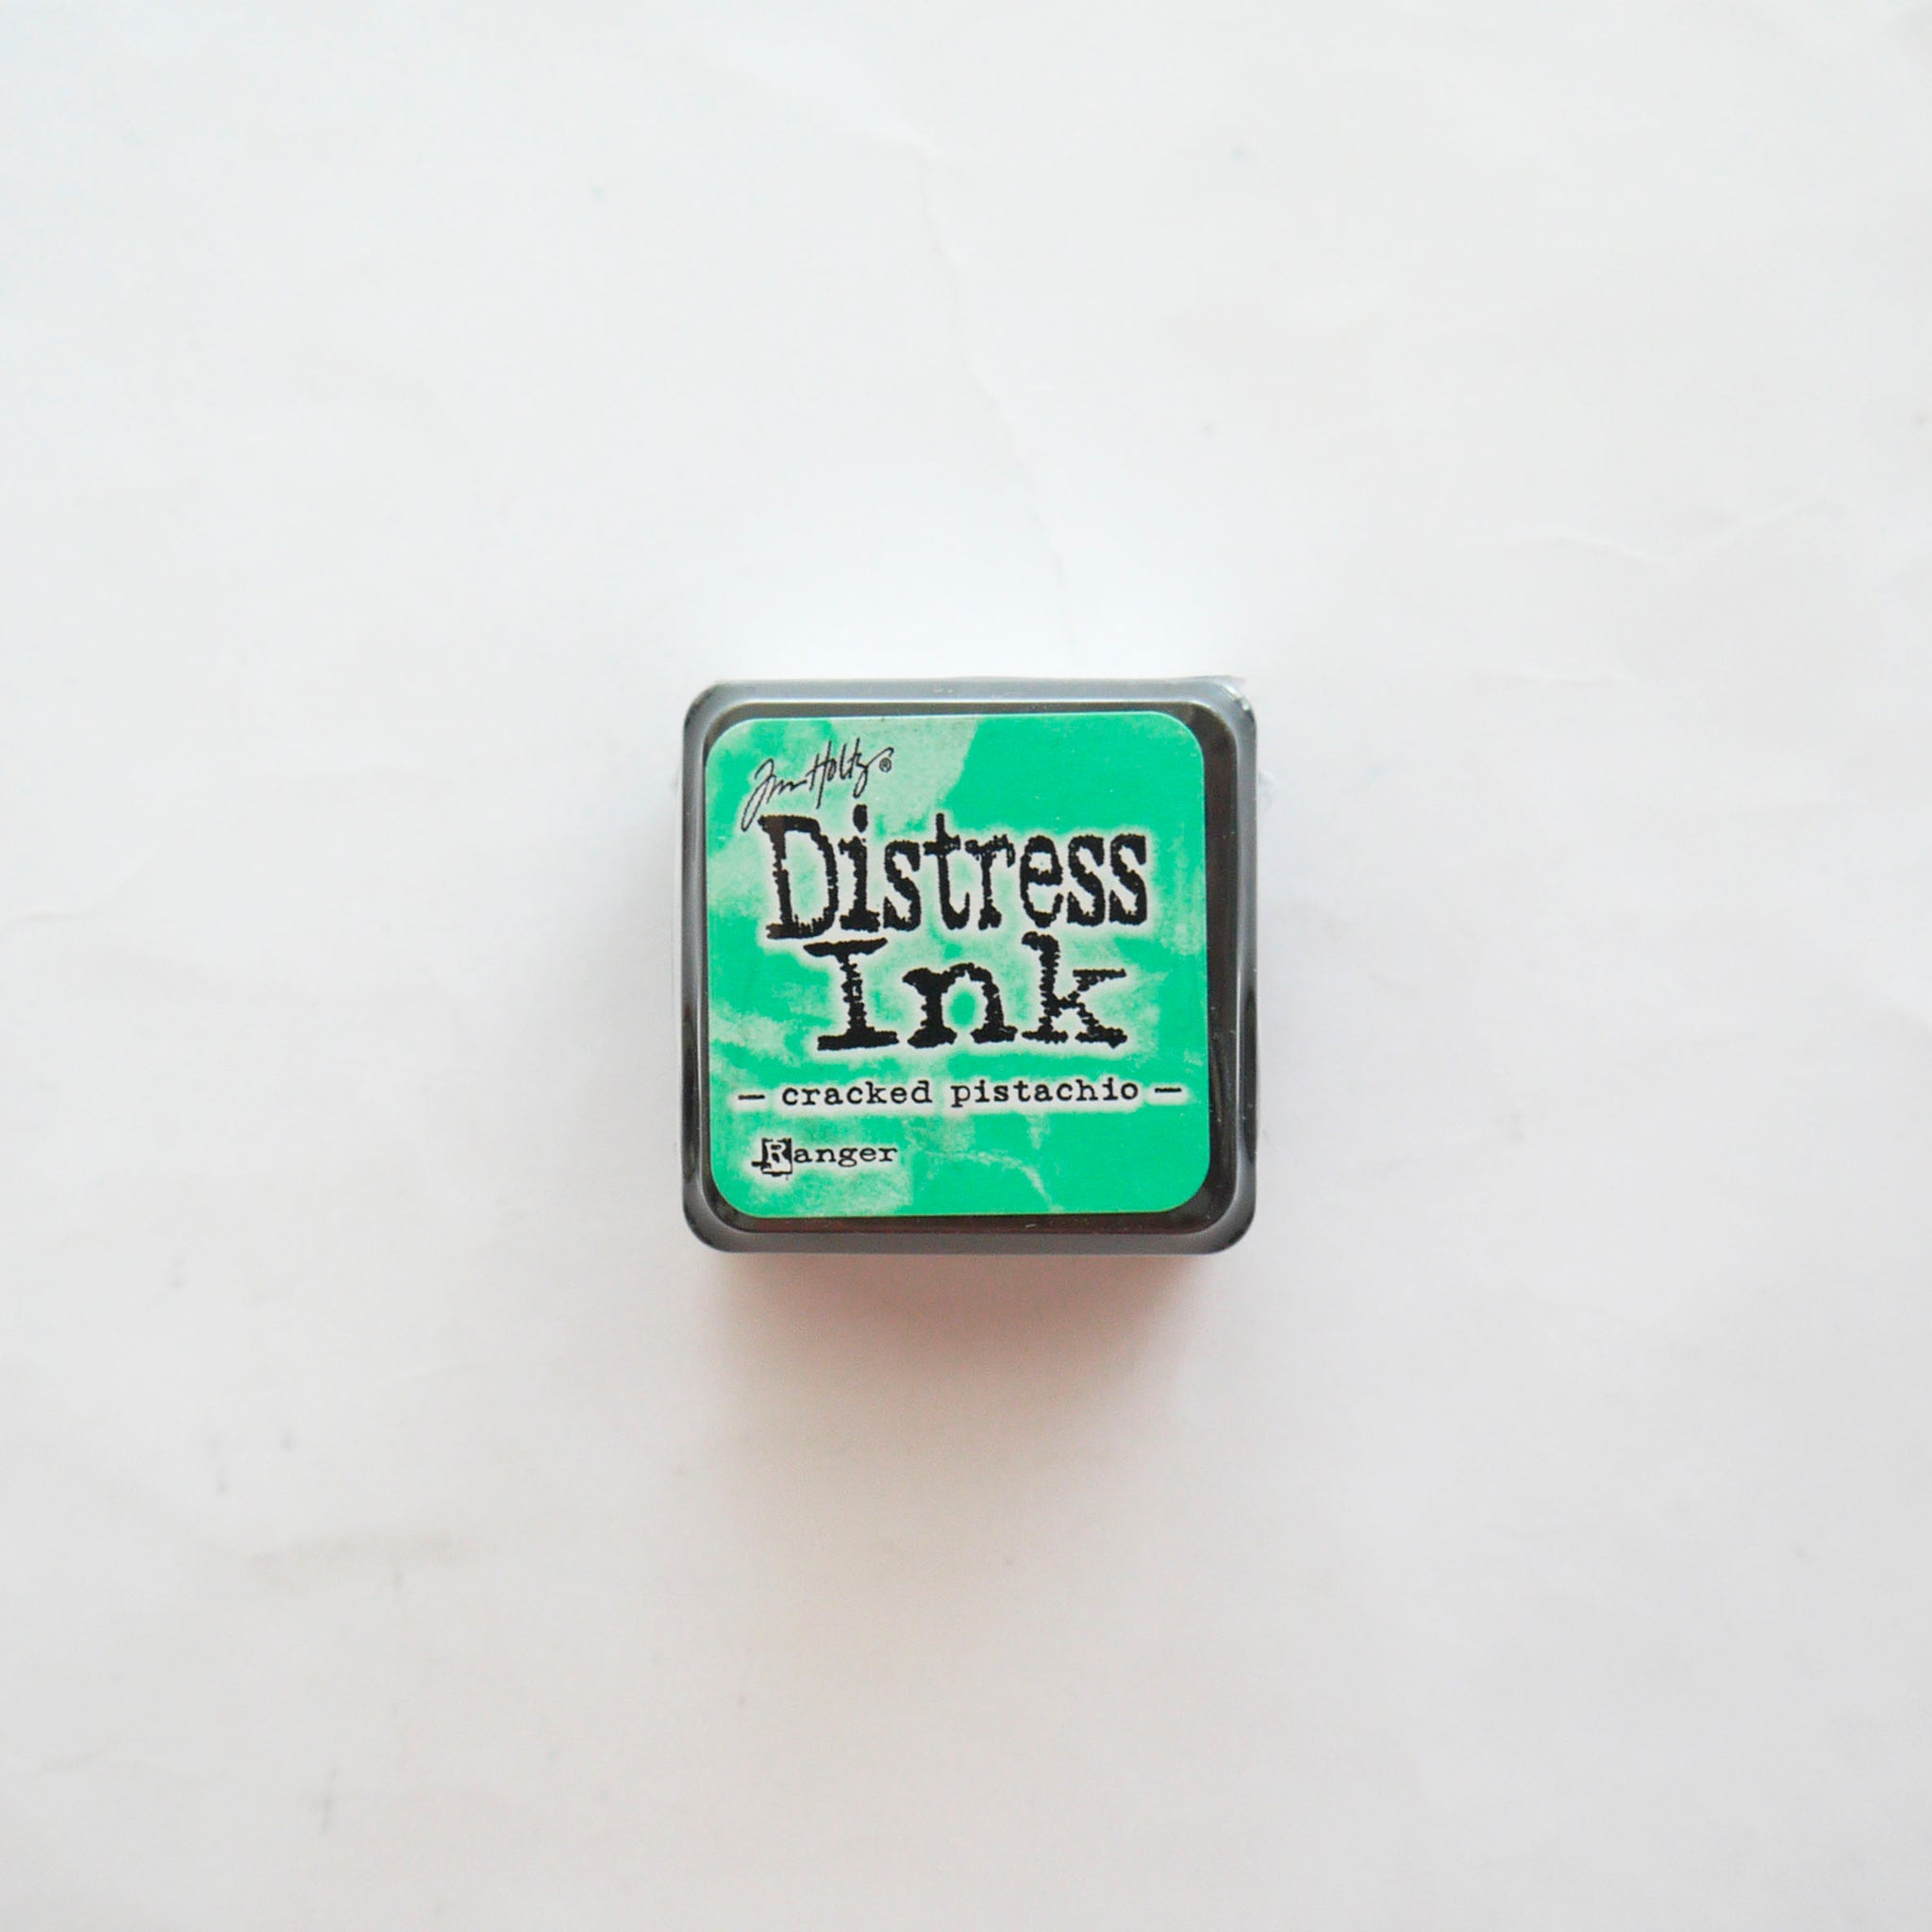 Tim Holtz®
Distress
Ink
— cracked pistachio —
Ranger